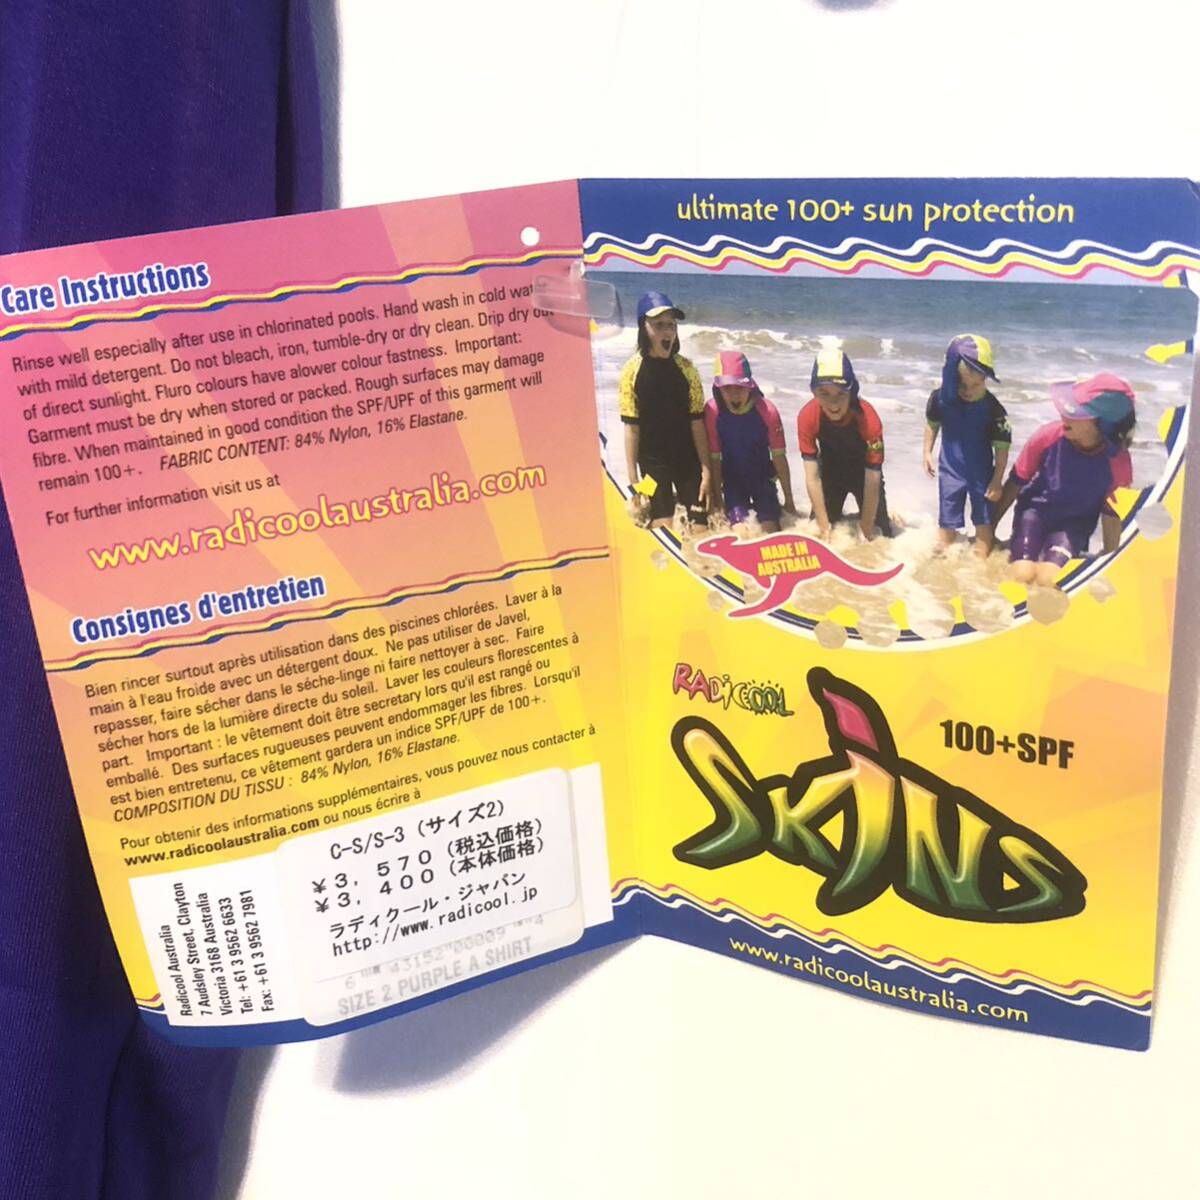 Care Instructions
Rinse well especially after use in chlorinated pools. Hand wash in cold
with mild detergent. Do not bleach, iron, tumble-dry or dry clean. Drip dry
of direct sunlight. Fluro colours have alower colour fastness. Important:
Garment must be dry when stored or packed. Rough surfaces may damage
fibre. When maintained in good condition the SPF/UPF of this garment will
remain 100+. FABRIC CONTENT: 84% Nylon, 16% Elastane.
For further information visit us at
www.radicoolaustralia.com
Consignes d'entretien
Bien rincer surtout après utilisation dans des piscines chlorées. Laver à la
main à l'eau froide avec un détergent doux. Ne pas utiliser de Javel,
repasser, faire sécher dans le séche-linge ni faire nettoyer à sec. Faire
sécher hors de la lumière directe du soleil. Laver les couleurs florescentes à
part. Important : le vêtement doit être secretary lors qu'il est rangé ou
emballé. Des surfaces rugueuses peuvent endommager les fibres. Lorsqu'il
est bien entretenu, ce vêtement gardera un indice SPF/UPF de 100+.
COMPOSITION DU TISSU : 84% Nylon, 16% Elastane.
Pour obtenir des informations supplémentaires, vous pouvez nous contacter à
www.radicoolaustralia.com ou nous écrire à
Radicool Australia
7 Audsley Street, Clayton
Victoria 3168 Australia
Tel: +61 3 9562 6633
Fax: +61 3 9562 7981
C-S/S-3 (サイズ2)
¥3, 570 (税込価格)
¥3, 400 (本体価格)
ラディクール・ジャパン
http://www.radicool.jp
SIZE 2 PURPLE A SHIRT
ultimate 100+ sun protection
MADE IN
AUSTRALIA
RADiCOOL
SKiNS
100+SPF
www.radicoolaustralia.com